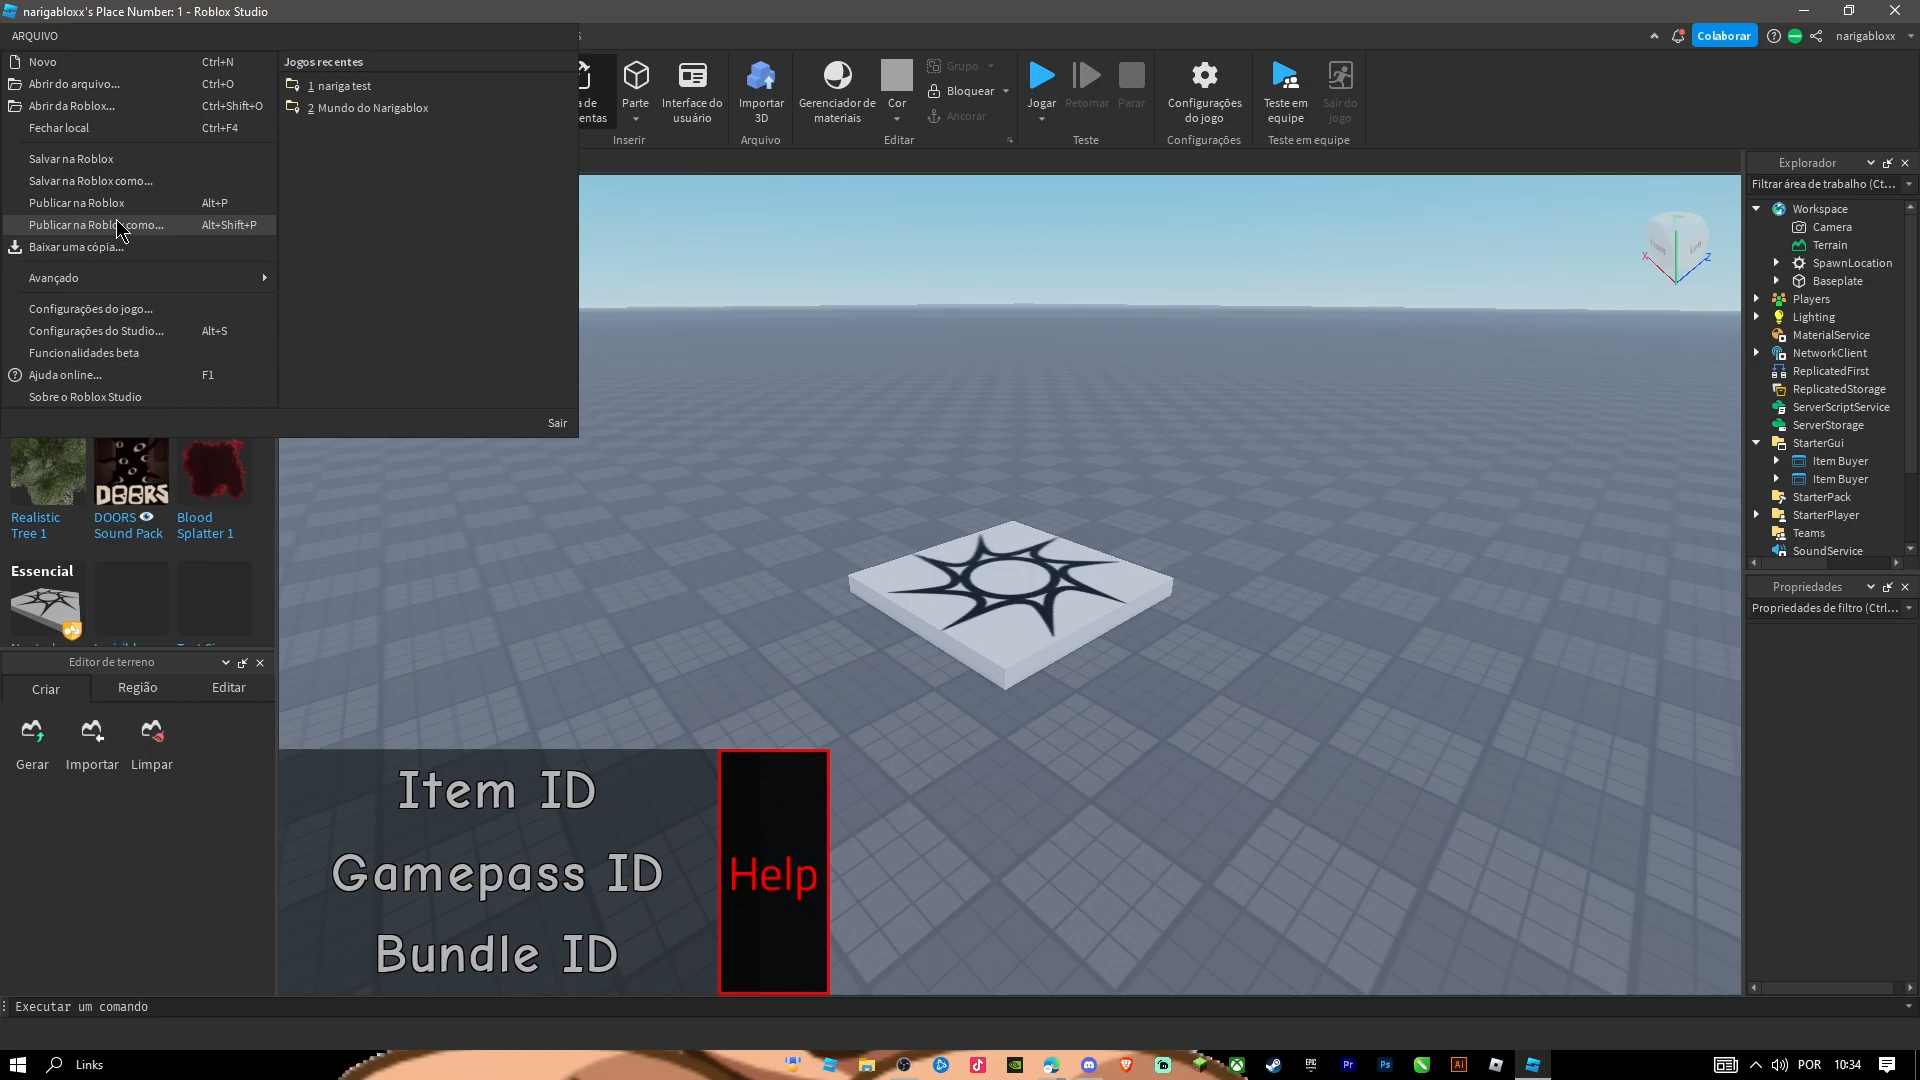 narigabloxx's Place Number: 1 - Roblox Studio
ARQUIVO
Novo Ctrl+N
Abrir do arquivo... Ctrl+O
Abrir da Roblox... Ctrl+Shift+O
Fechar local Ctrl+F4
Salvar na Roblox
Salvar na Roblox como...
Publicar na Roblox Alt+P
Publicar na Roblox como... Alt+Shift+P
Baixar uma cópia...
Avançado
Configurações do jogo...
Configurações do Studio... Alt+S
Funcionalidades beta
Ajuda online... F1
Sobre o Roblox Studio
Jogos recentes
1 nariga test
2 Mundo do Narigabloxx
Sair
Colaborar
narigabloxx
Parte
Interface do
usuário
Inserir
Importar
3D
Arquivo
Gerenciador de
materiais
Cor
Grupo
Bloquear
Ancorar
Editar
Jogar
Retomar
Parar
Teste
Configurações
do jogo
Configurações
Teste em
equipe
Sair do
jogo
Teste em equipe
Realistic
Tree 1
DOORS
DOORS
Sound Pack
Blood
Splatter 1
Essencial
Editor de terreno
Criar
Região
Editar
Gerar
Importar
Limpar
Item ID
Gamepass ID
Bundle ID
Help
X
Z
Explorador
Filtrar área de trabalho (Ct...
Workspace
Camera
Terrain
SpawnLocation
Baseplate
Players
Lighting
MaterialService
NetworkClient
ReplicatedFirst
ReplicatedStorage
ServerScriptService
ServerStorage
StarterGui
Item Buyer
Item Buyer
StarterPack
StarterPlayer
Teams
SoundService
Propriedades
Propriedades de filtro (Ctrl...
Executar um comando
Links
EPIC
Pr
Ps
Ai
POR
10:34